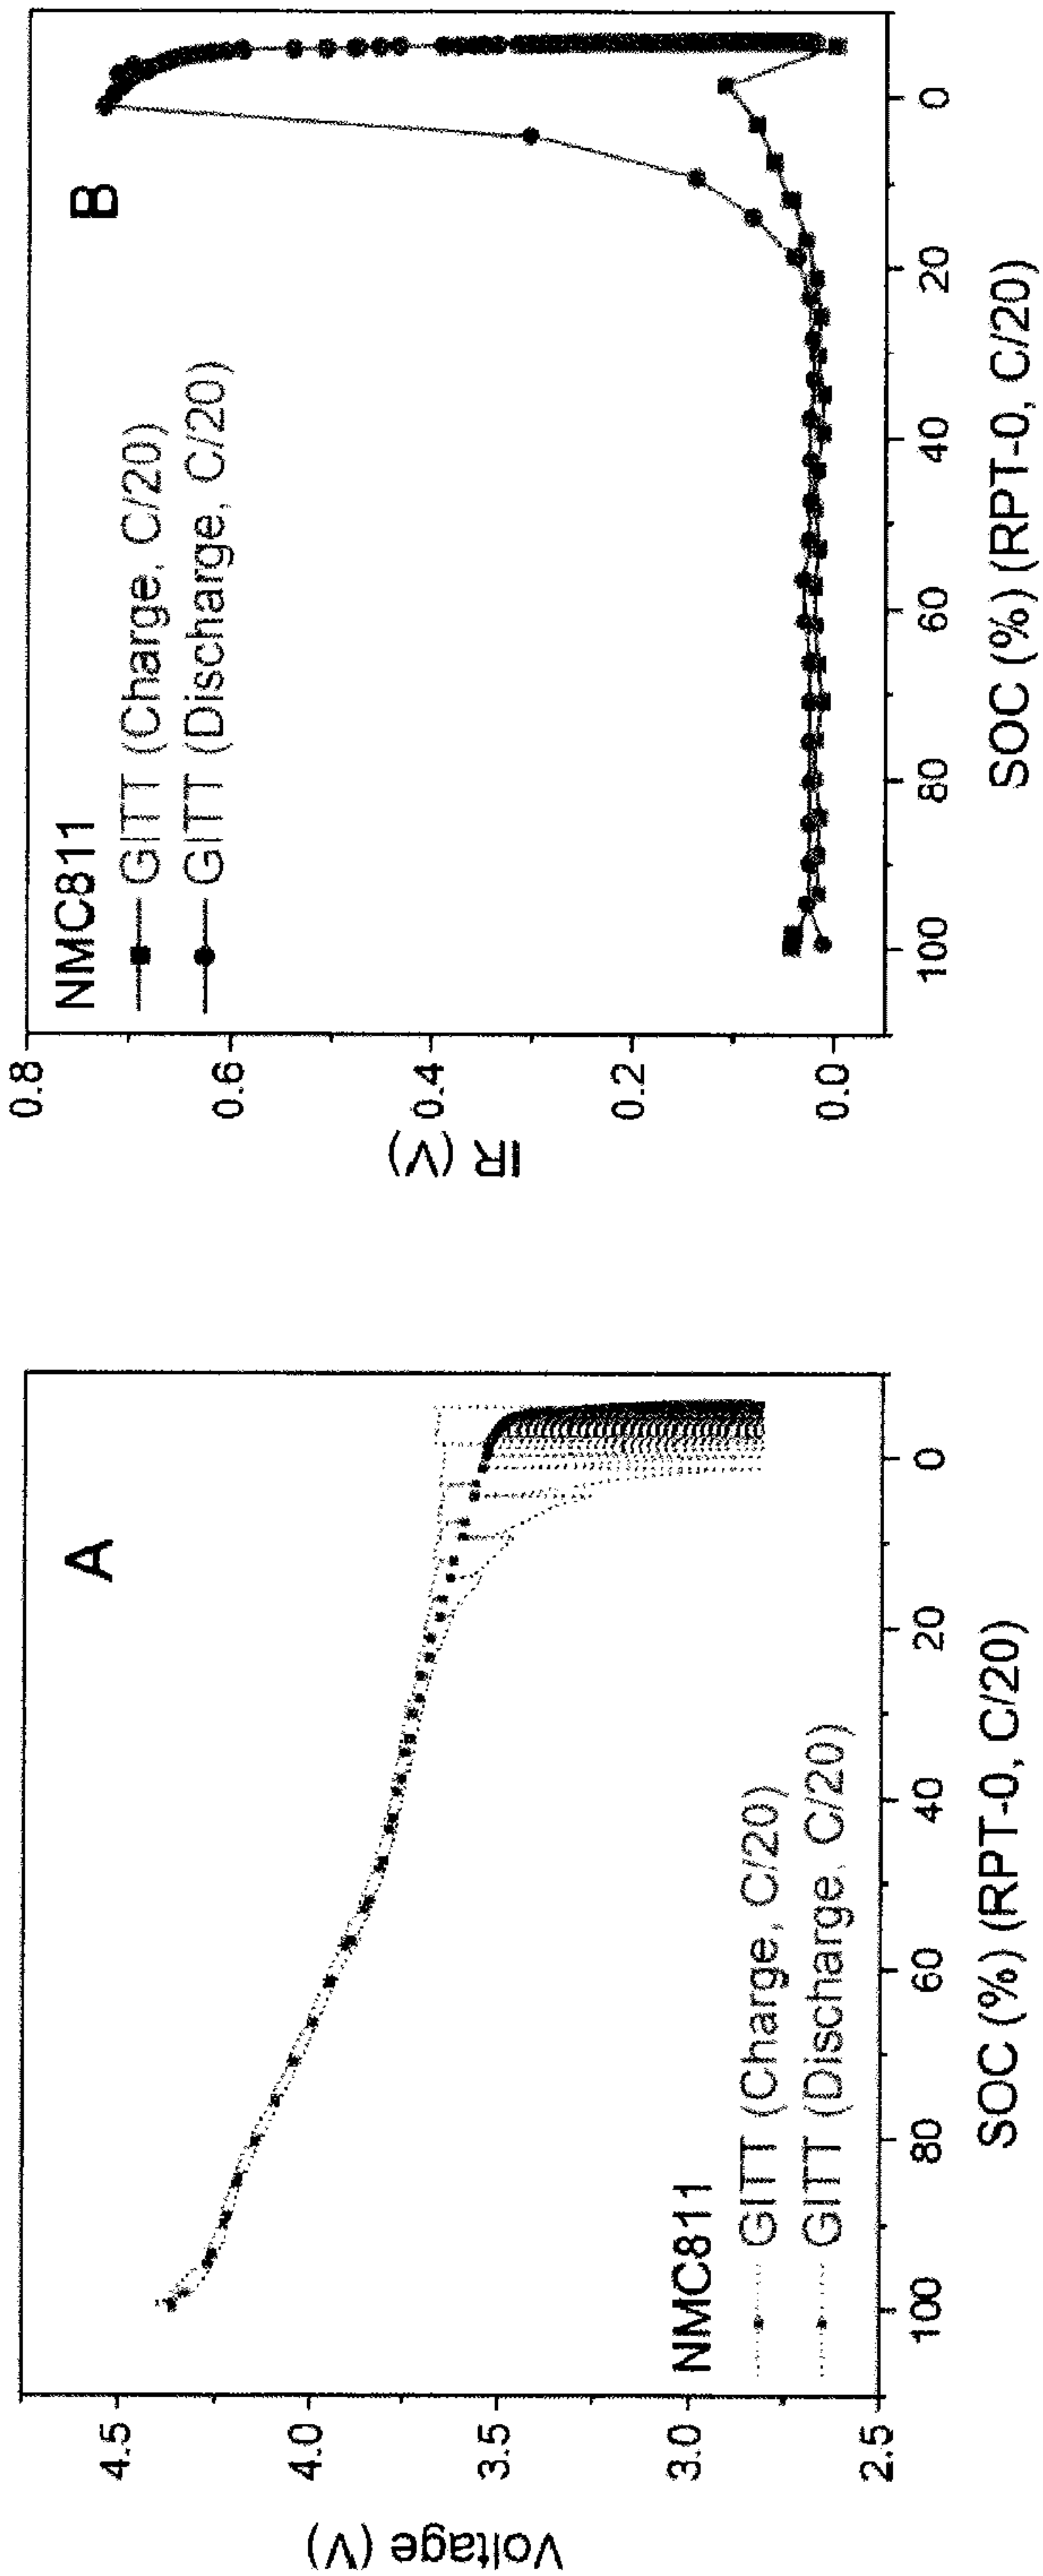 A
NMC811
GITT (Charge, C/20)
GITT (Discharge, C/20)
Voltage (V)
4.5
4.0
3.5
3.0
2.5
100
80
60
40
20
0
SOC (%) (RPT-0, C/20)
B
NMC811
GITT (Charge, C/20)
GITT (Discharge, C/20)
IR (V)
0.8
0.6
0.4
0.2
0.0
100
80
60
40
20
0
SOC (%) (RPT-0, C/20)